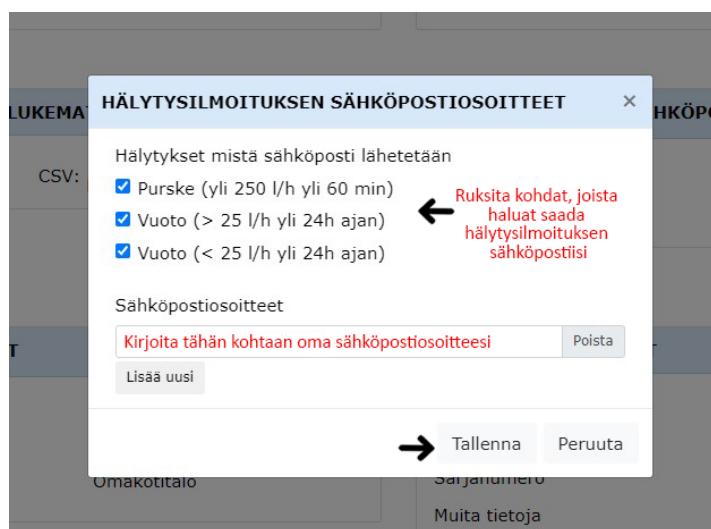 HÄLYTYSILMOITUKSEN SÄHKÖPOSTIOSOITTEET ×
LUKEMA
HKÖP
CSV:
Hälytykset mistä sähköposti lähetetään
Purske (yli 250 l/h yli 60 min)
Vuoto (> 25 l/h yli 24h ajan)
Vuoto (< 25 l/h yli 24h ajan)
Ruksita kohdat, joista
haluat saada
hälytysilmoituksen
sähköpostiisi
Sähköpostiosoitteet
Kirjoita tähän kohtaan oma sähköpostiosoitteesi
Poista
Lisää uusi
T
Tallenna
Peruuta
Omakotitalo
Sarjanumero
Muita tietoja